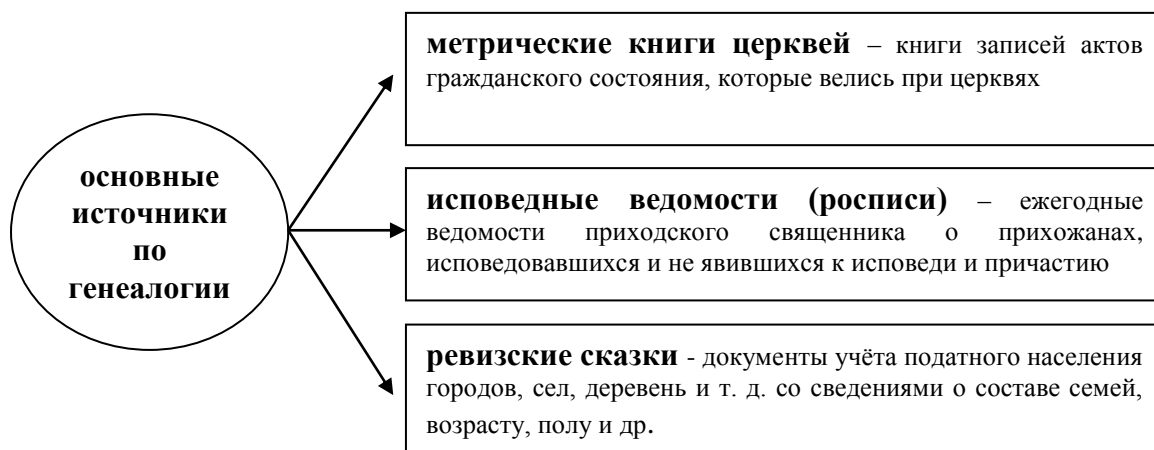 основные
источники
по
генеалогии
метрические книги церквей – книги записей актов
гражданского состояния, которые велись при церквях
исповедные ведомости (росписи) – ежегодные
ведомости приходского священника о прихожанах,
исповедовавшихся и не явившихся к исповеди и причастию
ревизские сказки - документы учёта податного населения
городов, сел, деревень и т. д. со сведениями о составе семей,
возрасту, полу и др.